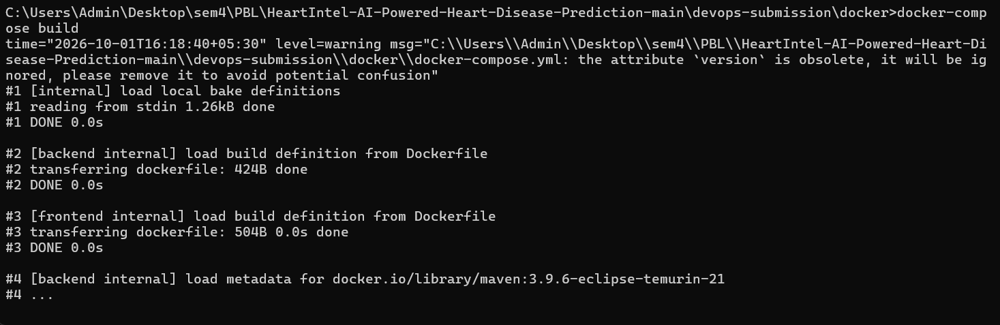 C:\Users\Admin\Desktop\sem4\PBL\HeartIntel-AI-Powered-Heart-Disease-Prediction-main\devops-submission\docker>docker-comp
ose build
time="2026-10-01T16:18:40+05:30" level=warning msg="C:\\Users\\Admin\\Desktop\\sem4\\PBL\\HeartIntel-AI-Powered-Heart-Di
sease-Prediction-main\\devops-submission\\docker\\docker-compose.yml: the attribute `version` is obsolete, it will be ig
nored, please remove it to avoid potential confusion"
#1 [internal] load local bake definitions
#1 reading from stdin 1.26kB done
#1 DONE 0.0s

#2 [backend internal] load build definition from Dockerfile
#2 transferring dockerfile: 424B done
#2 DONE 0.0s

#3 [frontend internal] load build definition from Dockerfile
#3 transferring dockerfile: 504B 0.0s done
#3 DONE 0.0s

#4 [backend internal] load metadata for docker.io/library/maven:3.9.6-eclipse-temurin-21
#4 ...